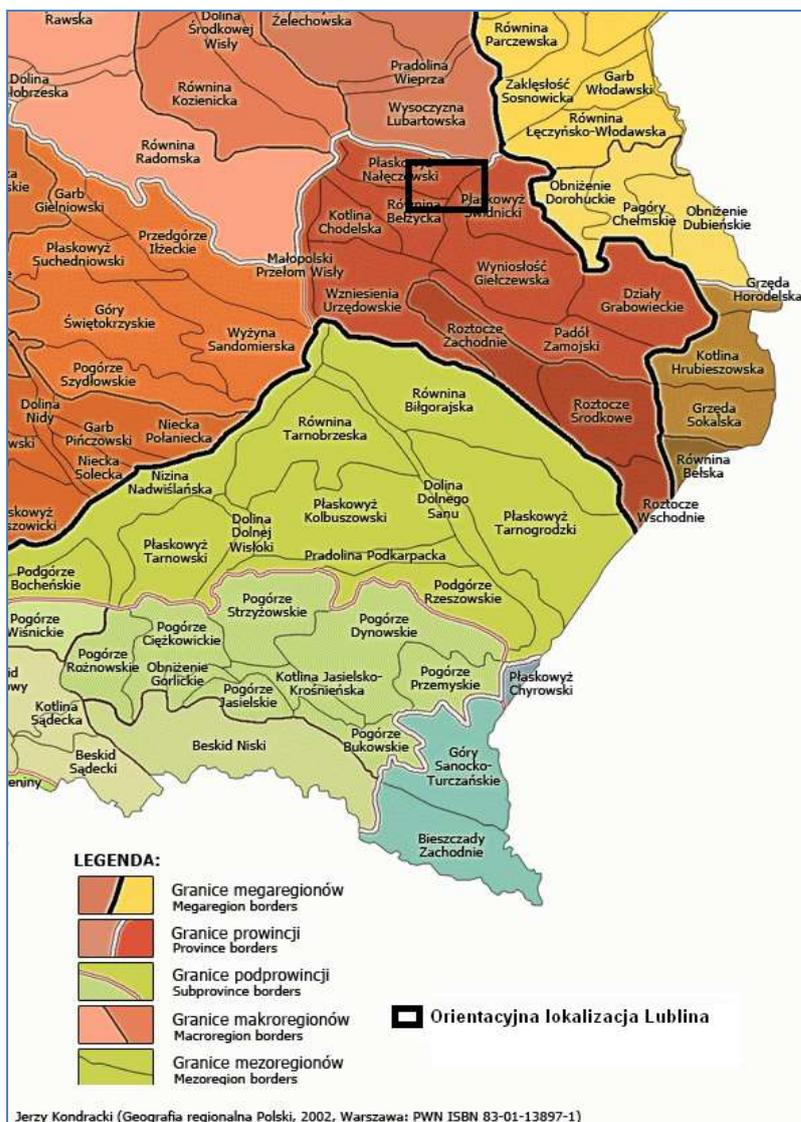 Rawska
Dolina
Środkowej
Wisły
Żelechowska
Równina
Parczewska
Dolina
Równina
Kozienicka
Pradolina
Wieprza
Wysoczyzna
Lubartowska
Zaklęsłość
Sosnowicka
Garb
Włodawski
Równina
Łęczyńsko-Włodawska
Równina
Radomska
Płaskowyż
Nałęczowski
Garb
Gielniowski
Kotlina
Chodelska
Równina
Bełżycka
Płaskowyż
Świdnicki
Obniżenie
Dorohuckie
Pagóry
Chełmskie
Obniżenie
Dubieńskie
Płaskowyż
Suchedniowski
Przedgórze
Iłżeckie
Małopolski
Przełom Wisły
Wyniosłość
Giełczewska
Grzęda
Horodelska
Góry
Świętokrzyskie
Wyżyna
Sandomierska
Wzniesienia
Urzędowskie
Roztocze
Zachodnie
Padół
Zamojski
Działy
Grabowieckie
Kotlina
Hrubieszowska
Pogórze
Szydłowskie
Dolina
Nidy
Garb
Pińczowski
Niecka
Połaniecka
Niecka
Solecka
Równina
Biłgorajska
Roztocze
Środkowe
Grzęda
Sokalska
Równina
Bełska
Równina
Tarnobrzeska
Nizina
Nadwiślańska
Roztocze
Wschodnie
Płaskowyż
Kolbuszowski
Dolina
Dolnego
Sanu
Płaskowyż
Tarnogrodzki
Płaskowyż
Tarnowski
Dolina
Dolnej
Wisłoki
Pradolina Podkarpacka
Podgórze
Bocheńskie
Podgórze
Rzeszowskie
Pogórze
Wiśnickie
Pogórze
Strzyżowskie
Pogórze
Dynowskie
Pogórze
Ciężkowickie
Pogórze
Rożnowskie
Obniżenie
Gorlickie
Kotlina Jasielsko-
Krośnieńska
Pogórze
Jasielskie
Pogórze
Przemyskie
Płaskowyż
Chyrowski
Kotlina
Sądecka
Beskid
Sądecki
Beskid Niski
Pogórze
Bukowskie
Góry
Sanocko-
Turczańskie
Bieszczady
Zachodnie
LEGENDA:
Granice megaregionów
Megaregion borders
Granice prowincji
Province borders
Granice podprowincji
Subprovince borders
Granice makroregionów
Macroregion borders
Granice mezoregionów
Mezoregion borders
Orientacyjna lokalizacja Lublina
Jerzy Kondracki (Geografia regionalna Polski, 2002, Warszawa: PWN ISBN 83-01-13897-1)